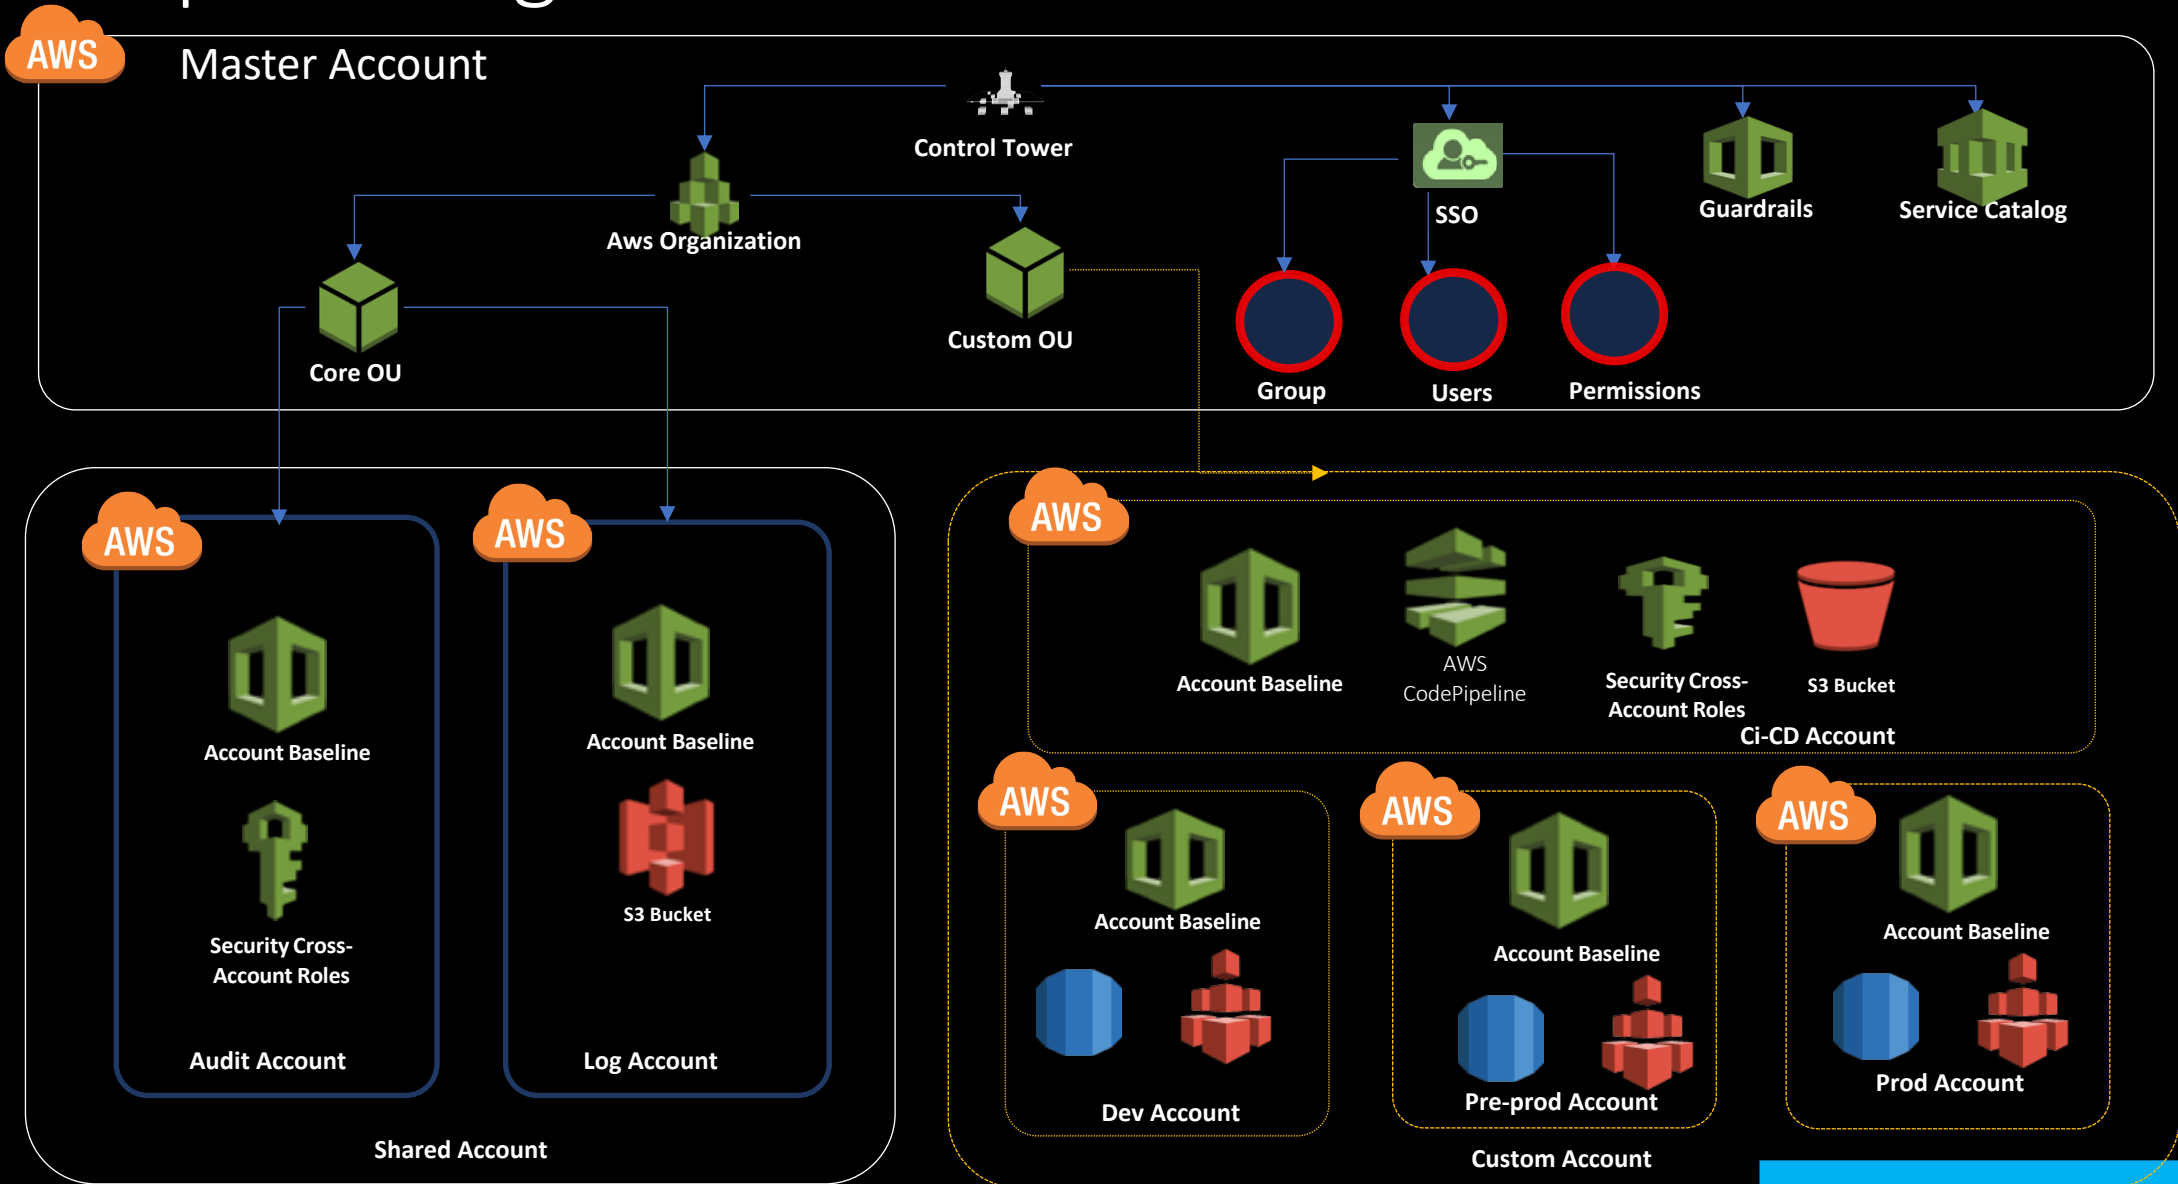 AWS
Master Account
Control Tower
Aws Organization
SSO
Guardrails
Service Catalog
Core OU
Custom OU
Group
Users
Permissions
AWS
Account Baseline
Security Cross-
Account Roles
Audit Account
AWS
Account Baseline
S3 Bucket
Log Account
Shared Account
AWS
Account Baseline
AWS
CodePipeline
Security Cross-
Account Roles
S3 Bucket
Ci-CD Account
AWS
Account Baseline
Dev Account
AWS
Account Baseline
Pre-prod Account
AWS
Account Baseline
Prod Account
Custom Account